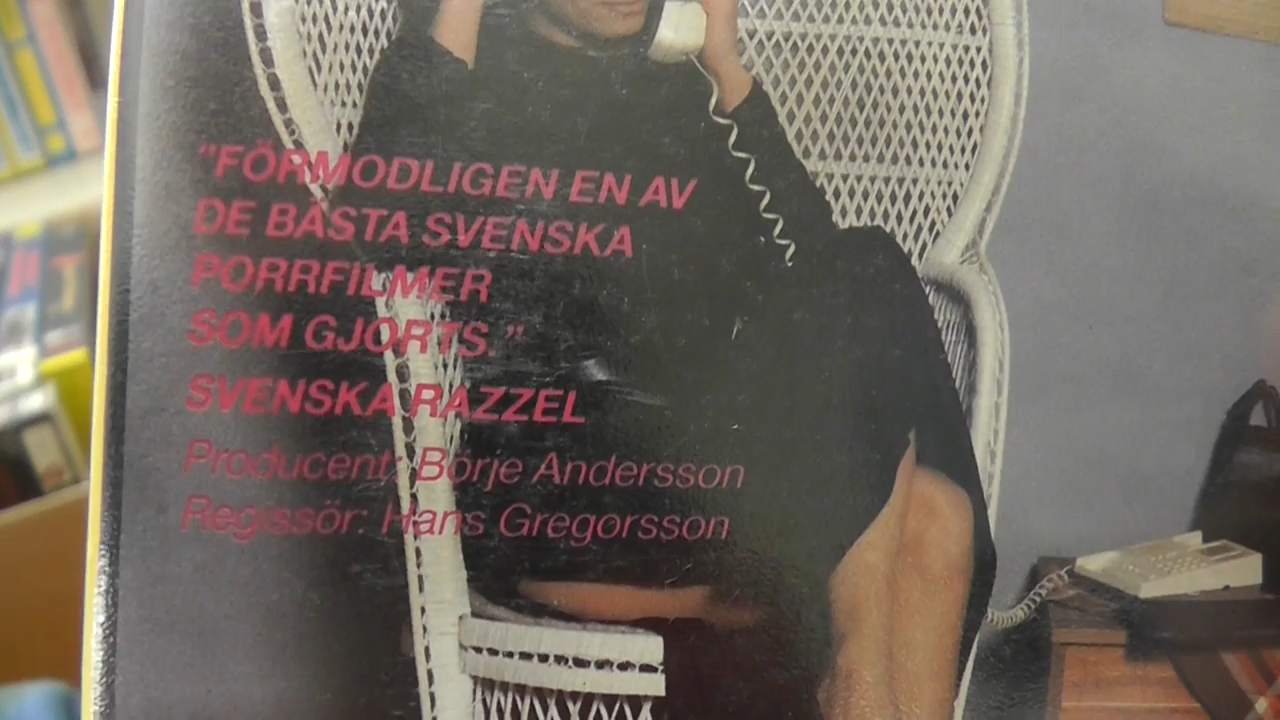 "FÖRMODLIGEN EN AV
DE BÄSTA SVENSKA
PORRFILMER
SOM GJORTS."
SVENSKA RAZZEL
Producent: Börje Andersson
Regissör: Hans Gregorsson